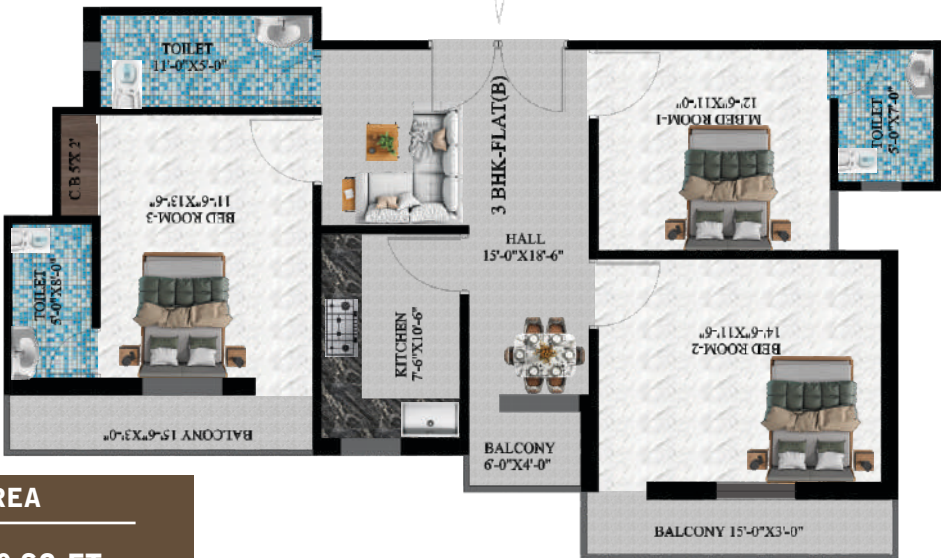 TOILET
11'-0"X5'-0"
C.B 5'X 2'
BED ROOM-3
11'-6"X13'-6"
TOILET
5'-0"X8'-0"
BALCONY 15'-6"X3'-0"
3 BHK-FLAT(B)
HALL
15'-0"X18'-6"
KITCHEN
7'-6"X10'-6"
BALCONY
6'-0"X4'-0"
M.BED ROOM-1
12'-6"X11'-0"
TOILET
5'-0"X7'-0"
BED ROOM-2
14'-6"X11'-6"
BALCONY 15'-0"X3'-0"
REA